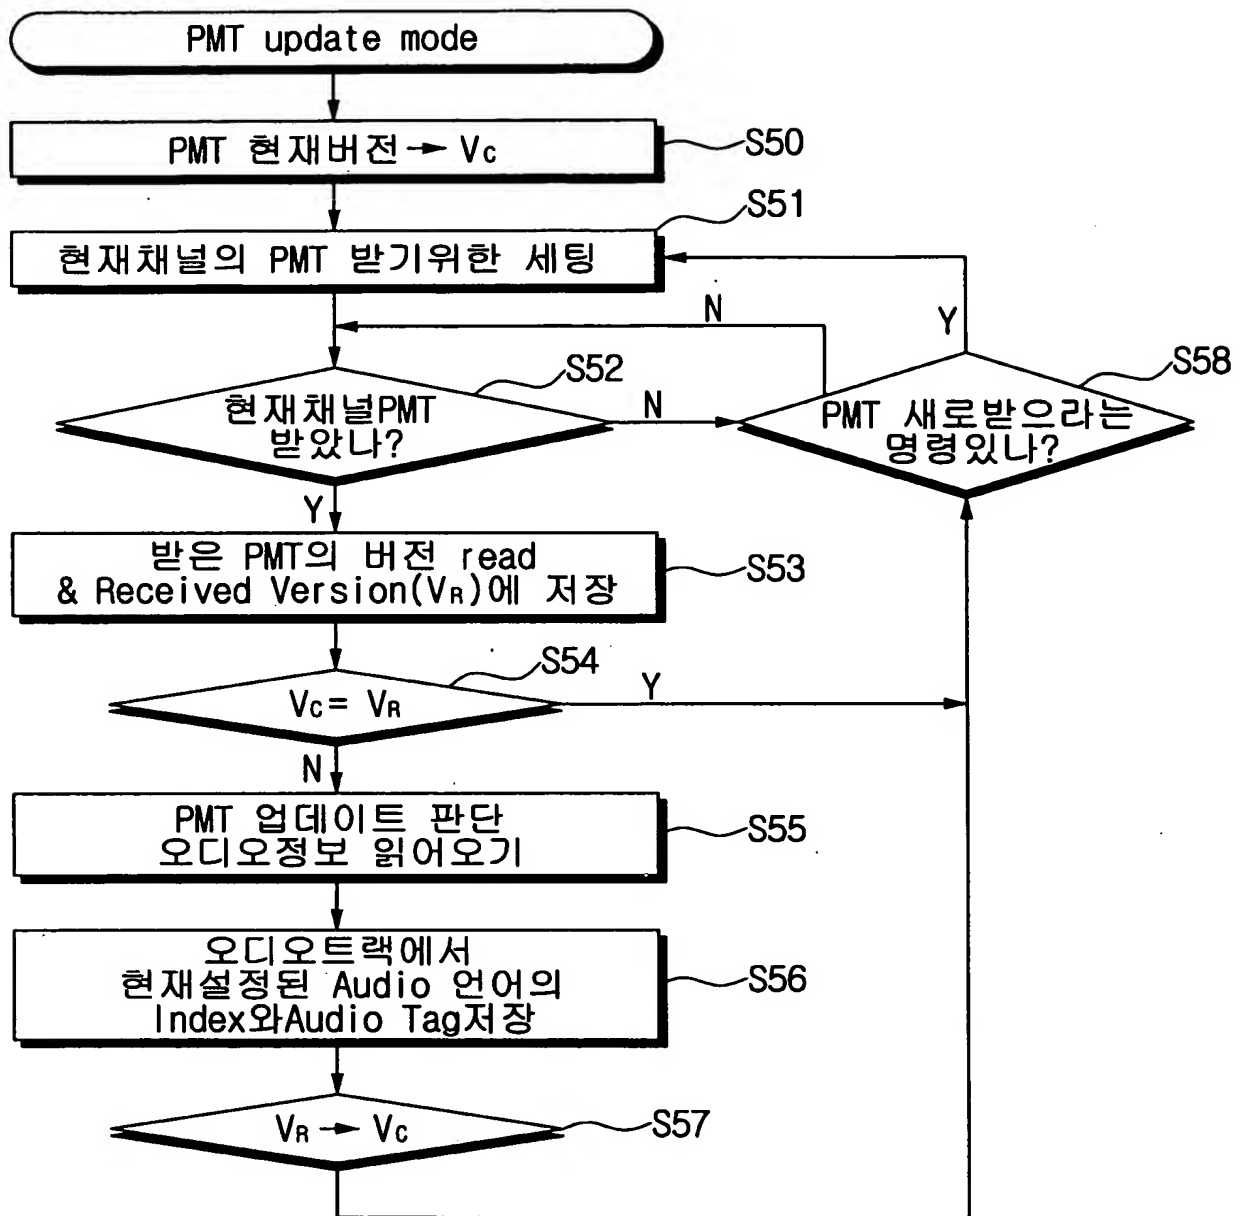 PMT update mode
PMT 현재버전→ Vc
S50
S51
현재채널의 PMT 받기위한 세팅
N
Y
S52
S58
현재채널PMT
받았나?
N
PMT 새로받으라는
명령있나?
Y
받은 PMT의 버전 read
& Received Version(VR)에 저장
S53
S54
Vc= VR
Y
N
PMT 업데이트 판단
오디오정보 읽어오기
S55
오디오트랙에서
현재설정된 Audio 언어의
Index와Audio Tag저장
S56
VR → Vc
S57